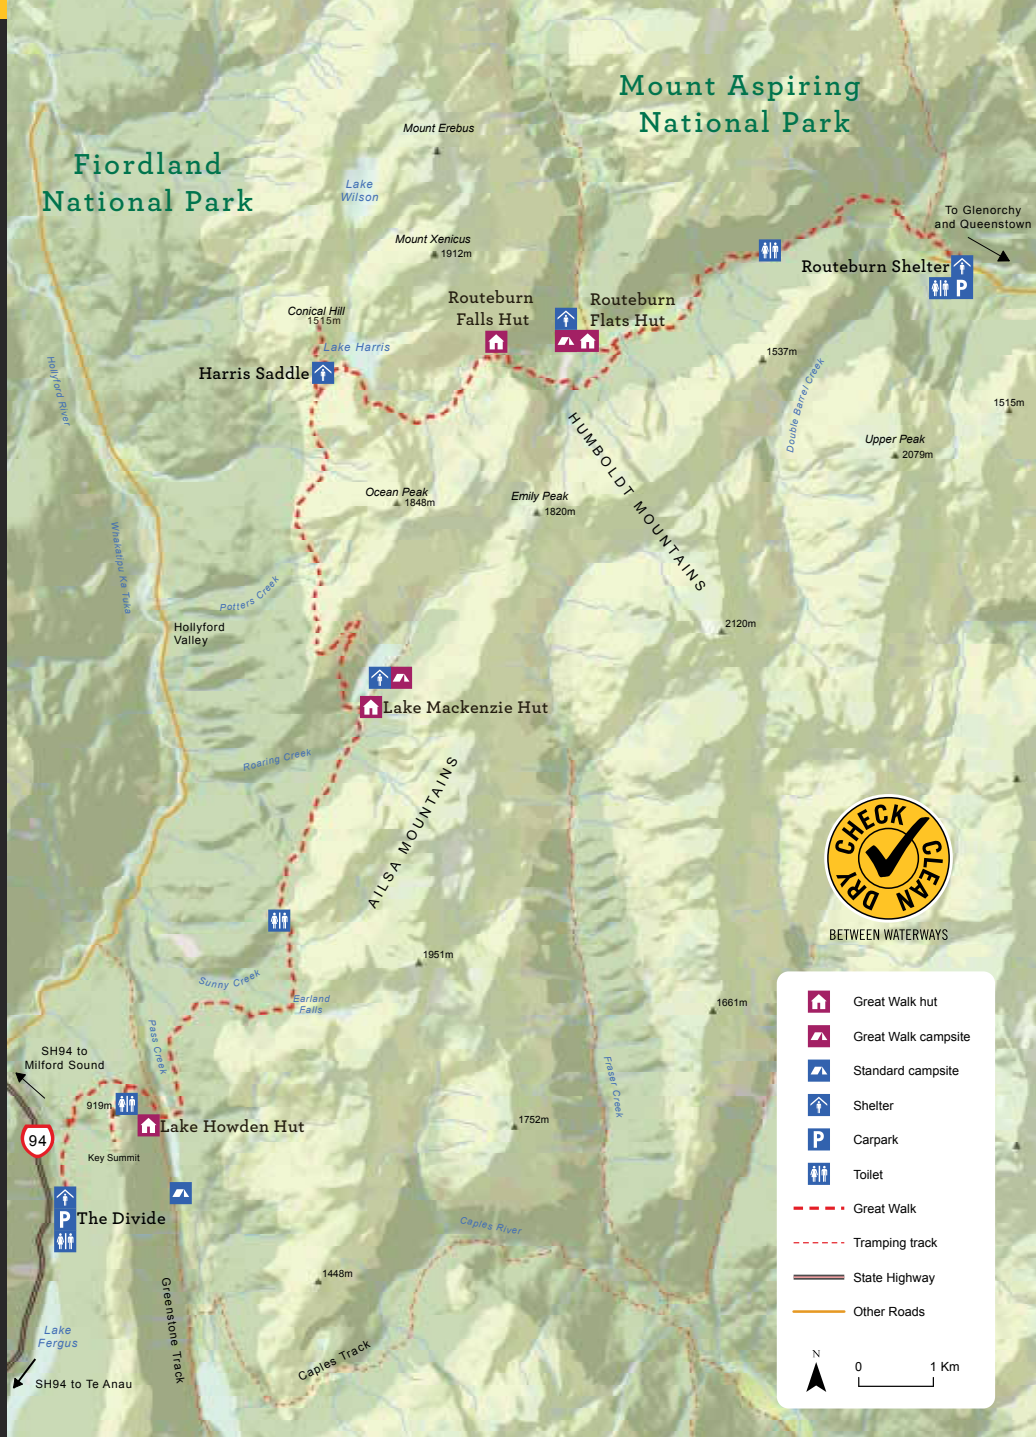 Mount Aspiring
National Park
Mount Erebus
Fiordland
National Park
Lake
Wilson
To Glenorchy
and Queenstown
Mount Xenicus
1912m
Routeburn Shelter
P
Routeburn
Falls Hut
Routeburn
Flats Hut
Conical Hill
1515m
Lake Harris
Harris Saddle
1537m
Hollyford River
Double Barrel Creek
1515m
HUMBOLDT MOUNTAINS
Upper Peak
2079m
Ocean Peak
1848m
Emily Peak
1820m
Whakatipu Ka Tuka
Potters Creek
Hollyford
Valley
2120m
Lake Mackenzie Hut
Roaring Creek
AILSA MOUNTAINS
CHECK
CLEAN
DRY
BETWEEN WATERWAYS
1951m
Sunny Creek
Earland
Falls
1661m
Pass Creek
SH94 to
Milford Sound
Fraser Creek
919m
94
Lake Howden Hut
1752m
Key Summit
P
The Divide
Caples River
1448m
Greenstone Track
Lake
Fergus
Caples Track
SH94 to Te Anau
Great Walk hut
Great Walk campsite
Standard campsite
Shelter
P
Carpark
Toilet
Great Walk
Tramping track
State Highway
Other Roads
N
0
1 Km